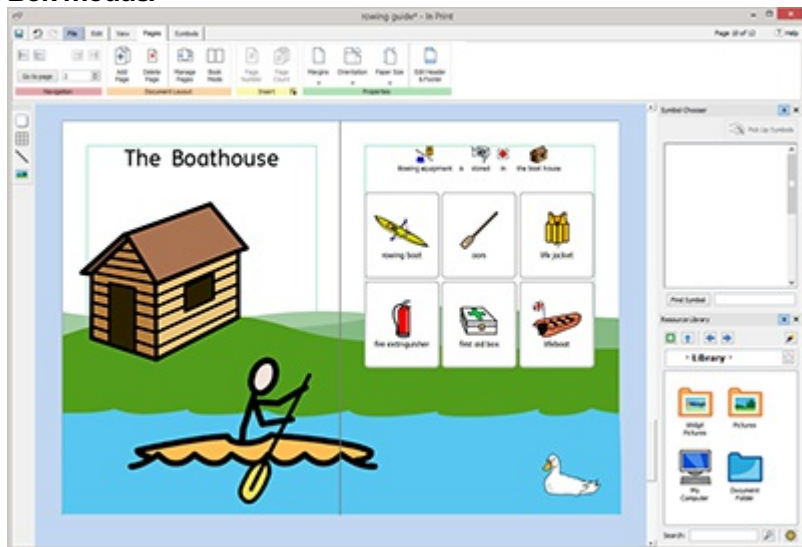 rowing guide* - In Print
File Edit View Pages Symbols
Page 10 of 12 Help
Go to page 1
Add Page
Delete Page
Manage Pages
Book Mode
Page Number
Page Count
Margins
Orientation
Paper Size
Edit Header & Footer
Navigation
Document Layout
Insert
Properties
The Boathouse
Rowing equipment is stored in the boat house
rowing boat
oars
life jacket
fire extinguisher
first aid box
lifeboat
Symbol Chooser
Pick Up Symbols
Find Symbol
Resource Library
Library
Widgit Pictures
Pictures
My Computer
Document Folder
Search: